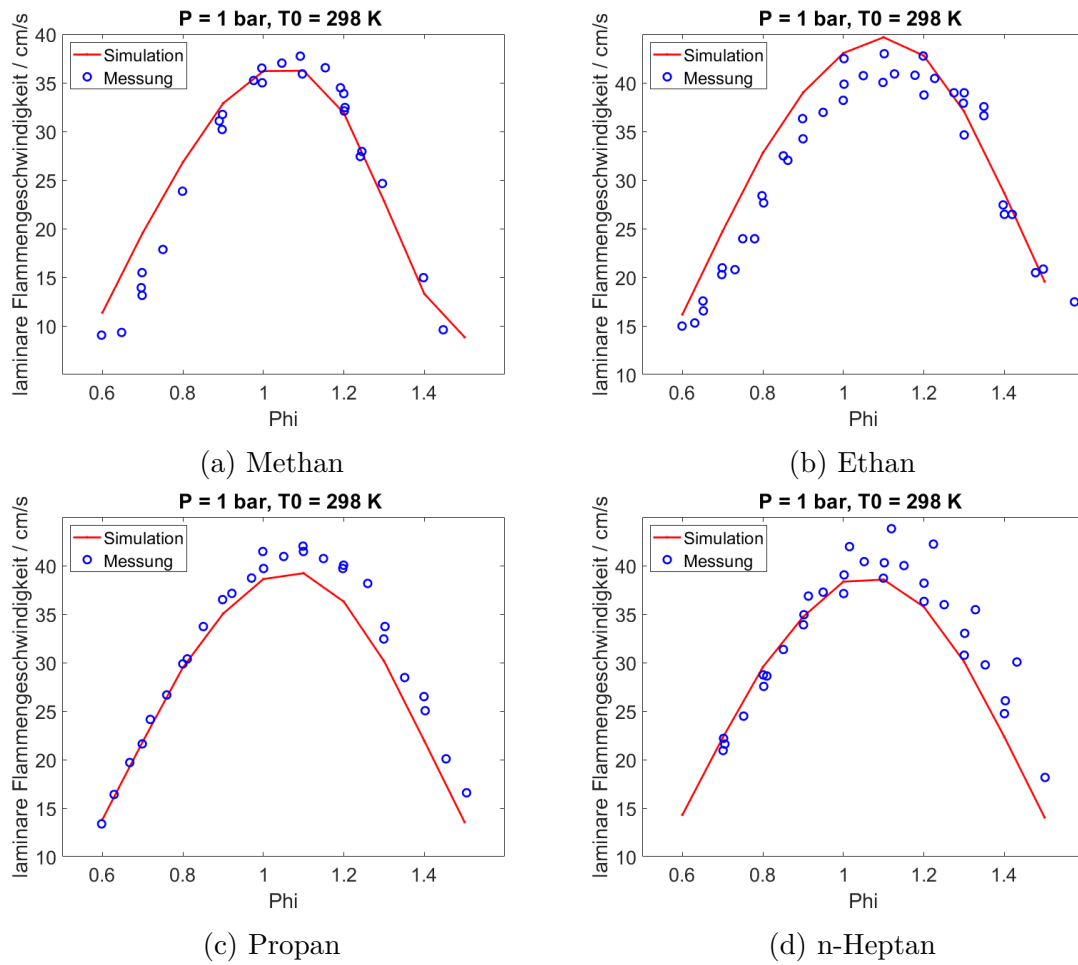 P = 1 bar, T0 = 298 K
laminare Flammengeschwindigkeit / cm/s
40
35
30
25
20
15
10
Simulation
Messung
0.6 0.8 1 1.2 1.4
Phi
(a) Methan
P = 1 bar, T0 = 298 K
laminare Flammengeschwindigkeit / cm/s
40
35
30
25
20
15
10
Simulation
Messung
0.6 0.8 1 1.2 1.4
Phi
(b) Ethan
P = 1 bar, T0 = 298 K
laminare Flammengeschwindigkeit / cm/s
40
35
30
25
20
15
10
Simulation
Messung
0.6 0.8 1 1.2 1.4
Phi
(c) Propan
P = 1 bar, T0 = 298 K
laminare Flammengeschwindigkeit / cm/s
40
35
30
25
20
15
10
Simulation
Messung
0.6 0.8 1 1.2 1.4
Phi
(d) n-Heptan